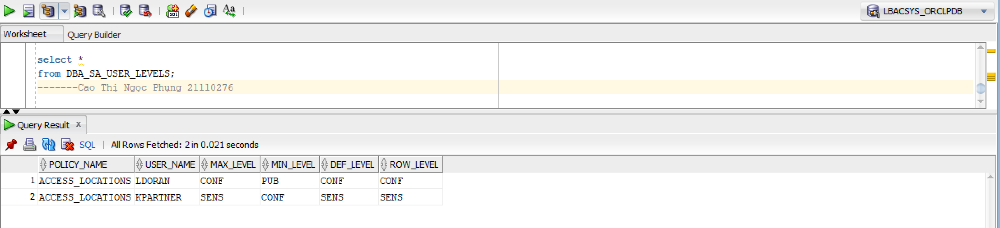 SQL
Aa
LBACSYS_ORCLPDB
Worksheet
Query Builder
select *
from DBA_SA_USER_LEVELS;
-------Cao Thị Ngọc Phụng 21110276
Query Result x
SQL | All Rows Fetched: 2 in 0.021 seconds
POLICY_NAME USER_NAME MAX_LEVEL MIN_LEVEL DEF_LEVEL ROW_LEVEL
1 ACCESS_LOCATIONS LDORAN CONF PUB CONF CONF
2 ACCESS_LOCATIONS KPARTNER SENS CONF SENS SENS